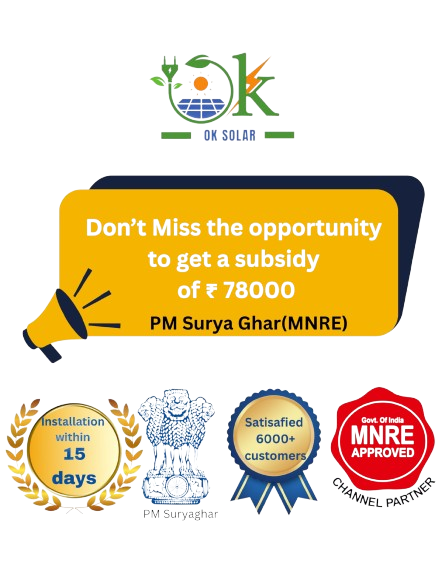 Ok
OK SOLAR
Don't Miss the opportunity
to get a subsidy
of ₹ 78000
PM Surya Ghar(MNRE)
Installation
within
15
days
PM Suryaghar
Satisafied
6000+
customers
Govt. Of India
MNRE
APPROVED
CHANNEL PARTNER